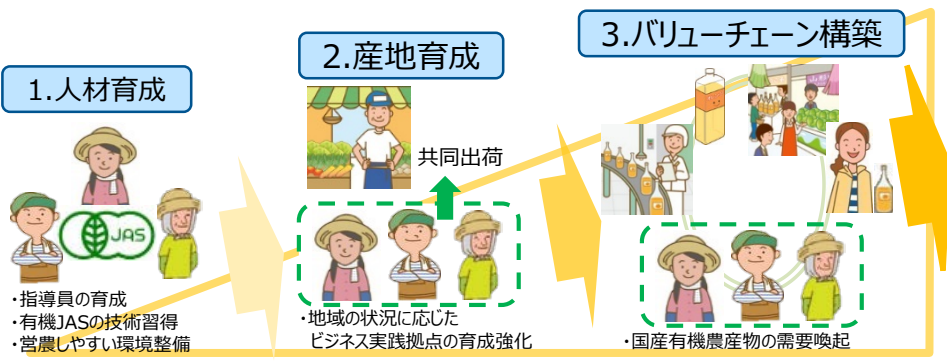 1.人材育成
JAS
・指導員の育成
・有機JASの技術習得
・営農しやすい環境整備
2.産地育成
共同出荷
・地域の状況に応じた
ビジネス実践拠点の育成強化
3.バリューチェーン構築
・国産有機農産物の需要喚起